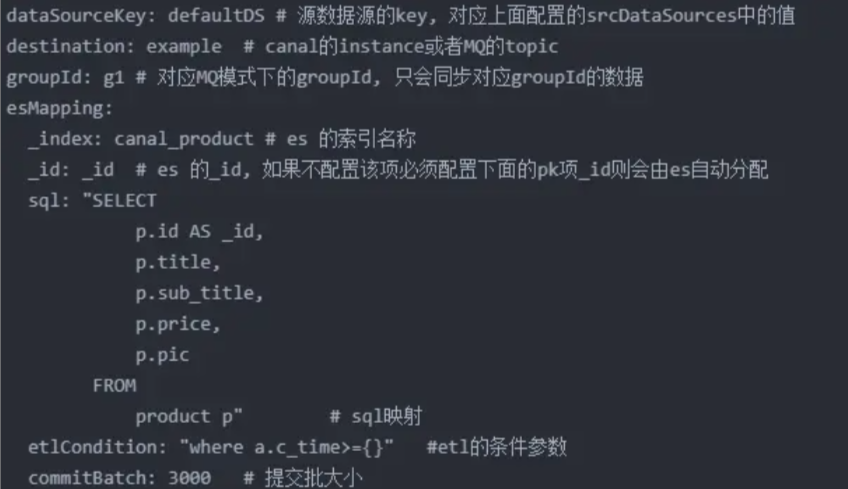 dataSourceKey: defaultDS # 源数据源的key, 对应上面配置的srcDataSources中的值
destination: example  # canal的instance或者MQ的topic
groupId: g1 # 对应MQ模式下的groupId, 只会同步对应groupId的数据
esMapping:
  _index: canal_product # es 的索引名称
  _id: _id  # es 的_id, 如果不配置该项必须配置下面的pk项_id则会由es自动分配
  sql: "SELECT
            p.id AS _id,
            p.title,
            p.sub_title,
            p.price,
            p.pic
        FROM
            product p"        # sql映射
  etlCondition: "where a.c_time>={}"   #etl的条件参数
  commitBatch: 3000   # 提交批大小